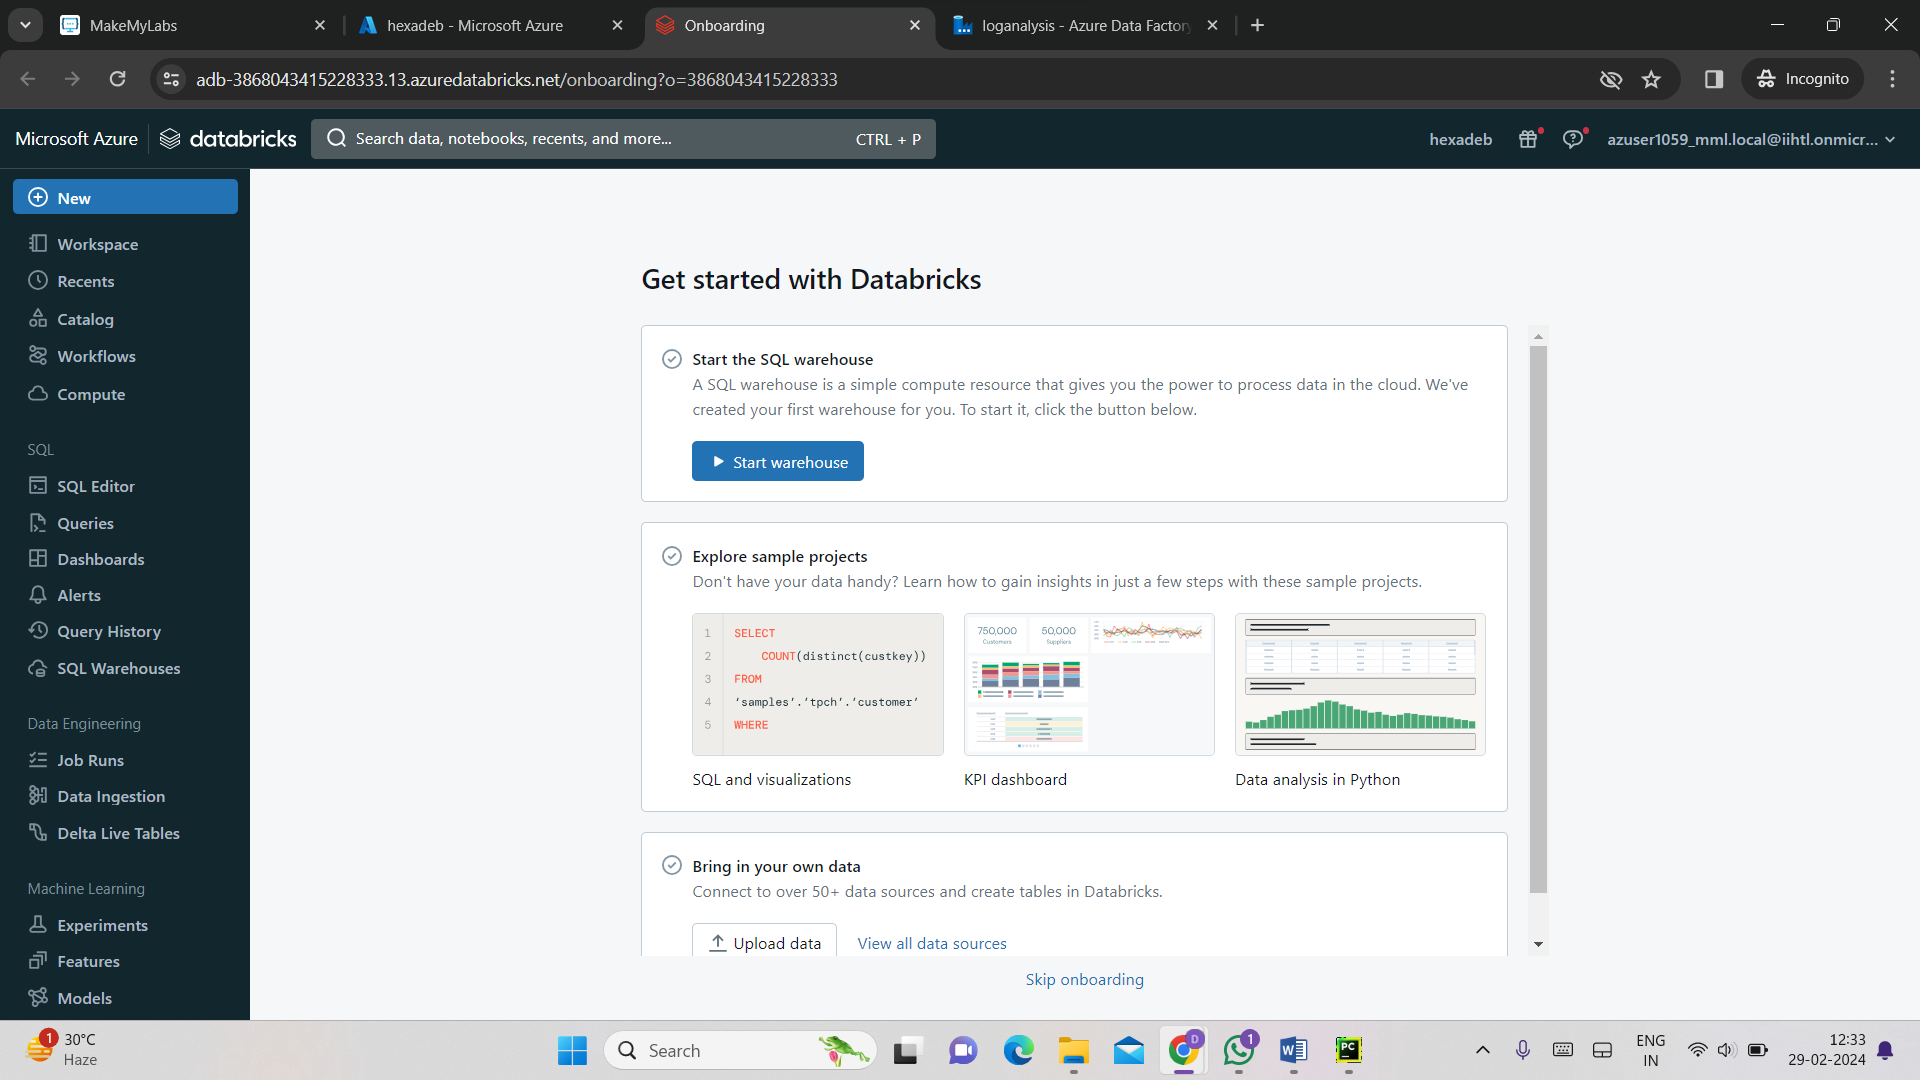 MakeMyLabs
hexadeb - Microsoft Azure
Onboarding
loganalysis - Azure Data Factory
adb-3868043415228333.13.azuredatabricks.net/onboarding?o=3868043415228333
Incognito
Microsoft Azure
databricks
Search data, notebooks, recents, and more...
CTRL + P
hexadeb
azuser1059_mml.local@iihtl.onmicr...
New
Workspace
Recents
Catalog
Workflows
Compute
SQL
SQL Editor
Queries
Dashboards
Alerts
Query History
SQL Warehouses
Data Engineering
Job Runs
Data Ingestion
Delta Live Tables
Machine Learning
Experiments
Features
Models
Get started with Databricks
Start the SQL warehouse
A SQL warehouse is a simple compute resource that gives you the power to process data in the cloud. We've
created your first warehouse for you. To start it, click the button below.
Start warehouse
Explore sample projects
Don't have your data handy? Learn how to gain insights in just a few steps with these sample projects.
1 SELECT
2 COUNT(distinct(custkey))
3 FROM
4 ‘samples’.‘tpch’.‘customer’
5 WHERE
750,000
Customers
50,000
Suppliers
SQL and visualizations
KPI dashboard
Data analysis in Python
Bring in your own data
Connect to over 50+ data sources and create tables in Databricks.
Upload data
View all data sources
Skip onboarding
1
30°C
Haze
Search
D
1
PC
ENG
IN
12:33
29-02-2024